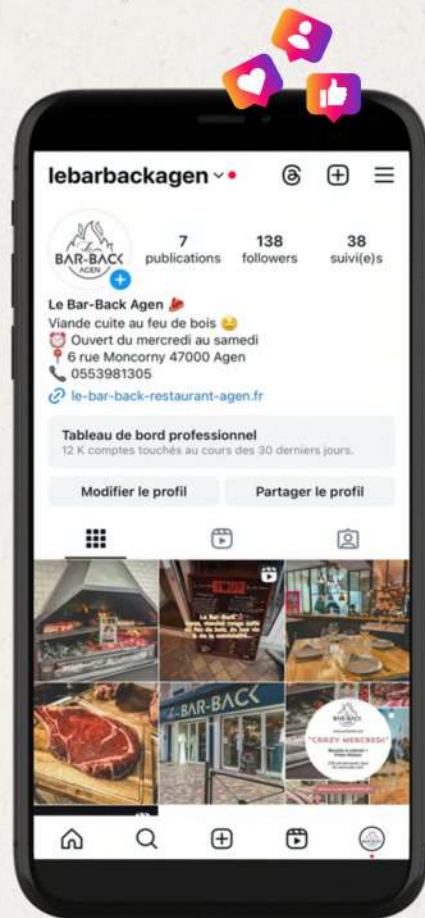 lebarbackagen
BAR-BACK
AGEN
7
publications
138
followers
38
suivi(e)s
Le Bar-Back Agen
Viande cuite au feu de bois
Ouvert du mercredi au samedi
6 rue Moncorny 47000 Agen
0553981305
le-bar-back-restaurant-agen.fr
Tableau de bord professionnel
12 K comptes touchés au cours des 30 derniers jours.
Modifier le profil
Partager le profil
Le Bar-Back
BAR-BACK
BAR-BACK
"CRAZY MERCREDI"